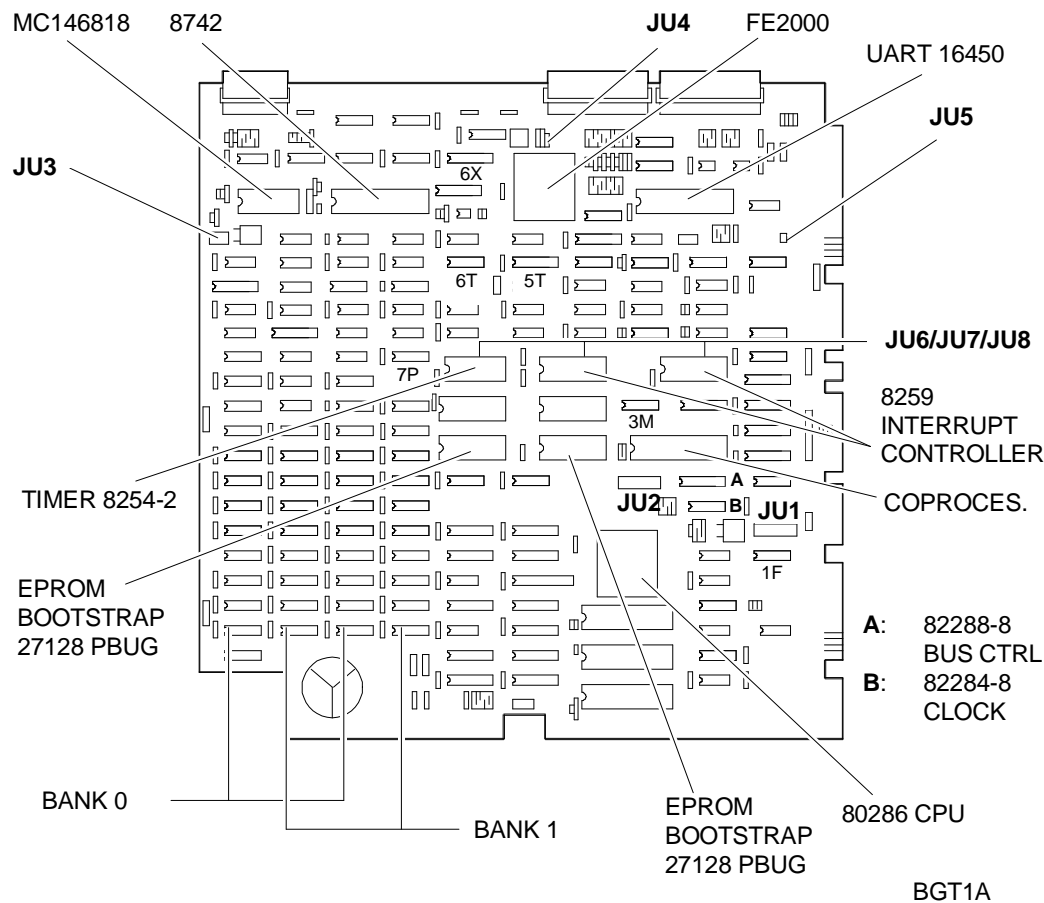 MC146818
8742
JU4
FE2000
UART 16450
JU5
JU3
6X
6T
5T
JU6/JU7/JU8
7P
8259
INTERRUPT
CONTROLLER
3M
TIMER 8254-2
A
JU2
B
JU1
COPROCES.
1F
EPROM
BOOTSTRAP
27128 PBUG
A: 82288-8
BUS CTRL
B: 82284-8
CLOCK
BANK 0
BANK 1
EPROM
BOOTSTRAP
27128 PBUG
80286 CPU
BGT1A